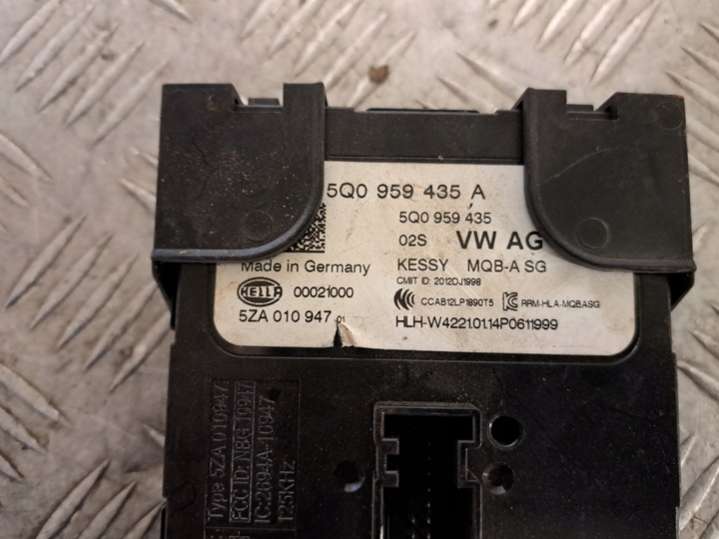 5Q0 959 435 A
5Q0 959 435
02S VW AG
Made in Germany
KESSY MQB-A SG
CMIIT ID: 2012DJ1998
HELLA 00021000
CCAB12LP1890T5
RRM-HLA-MQBASG
5ZA 010 947 01
HLH-W4221.01.14P0611999
Type 5ZA 010947
FCC ID: NBG 10947
IC:2694A-10947
125KHz